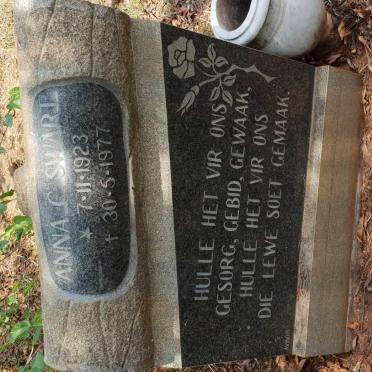 ANNA C SWART
★ 7-11-1923
† 30-5-1977
HULLE HET VIR ONS
GESORG, GEBID, GEWAAK.
HULLE HET VIR ONS
DIE LEWE SOET GEMAAK.